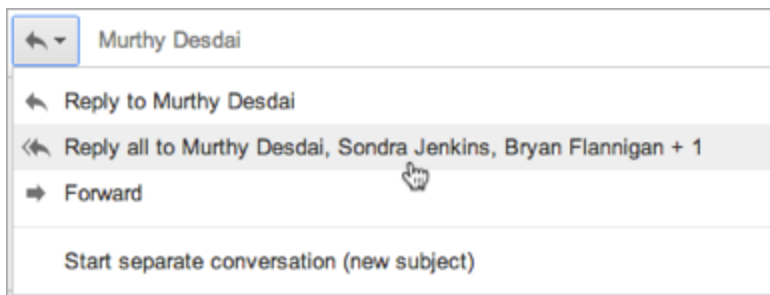 Murthy Desdai
Reply to Murthy Desdai
Reply all to Murthy Desdai, Sondra Jenkins, Bryan Flannigan + 1
Forward
Start separate conversation (new subject)